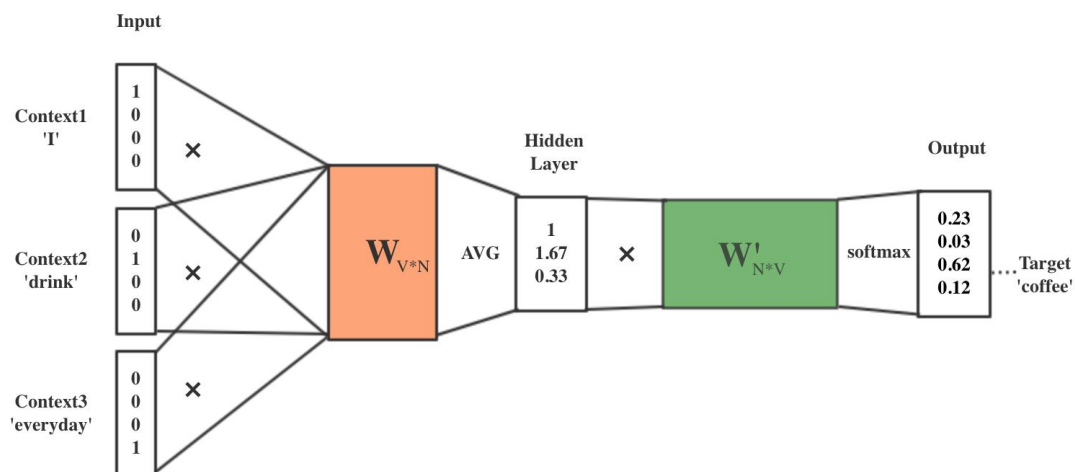 Input
Context1
'I'
1
0
0
0
×
Context2
'drink'
0
1
0
0
×
Context3
'everyday'
0
0
0
1
×
W V*N
AVG
Hidden
Layer
1
1.67
0.33
×
W' N*V
softmax
Output
0.23
0.03
0.62
0.12
Target
'coffee'